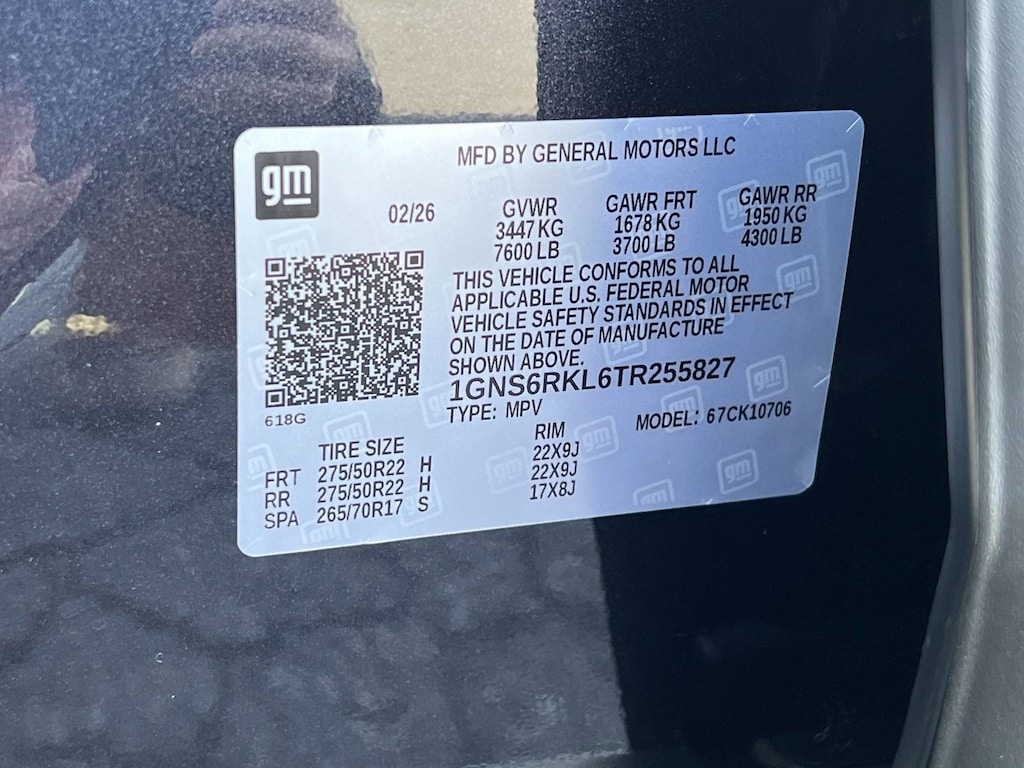 gm
MFD BY GENERAL MOTORS LLC
02/26
GVWR
3447 KG
7600 LB
GAWR FRT
1678 KG
3700 LB
GAWR RR
1950 KG
4300 LB
THIS VEHICLE CONFORMS TO ALL
APPLICABLE U.S. FEDERAL MOTOR
VEHICLE SAFETY STANDARDS IN EFFECT
ON THE DATE OF MANUFACTURE
SHOWN ABOVE.
1GNS6RKL6TR255827
TYPE: MPV MODEL: 67CK10706
618G
TIRE SIZE RIM
FRT 275/50R22 H 22X9J
RR 275/50R22 H 22X9J
SPA 265/70R17 S 17X8J